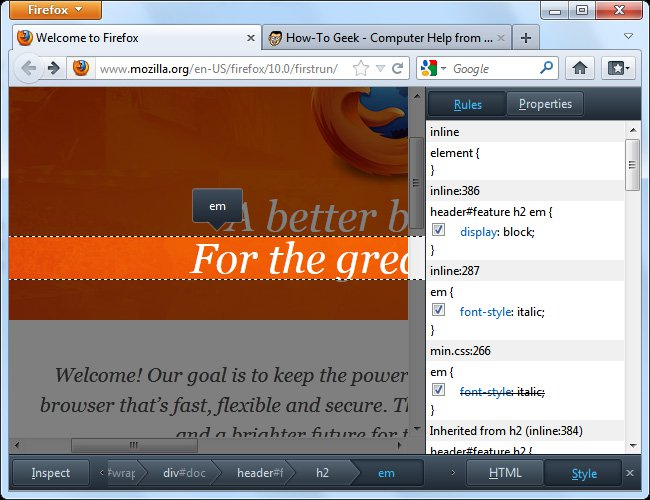 Firefox
Welcome to Firefox
How-To Geek - Computer Help from ...
www.mozilla.org/en-US/firefox/10.0/firstrun/
Google
Rules
Properties
inline
element {
}
inline:386
header#feature h2 em {
display: block;
}
inline:287
em {
font-style: italic;
}
min.css:266
em {
font-style: italic;
}
Inherited from h2 (inline:384)
header#feature h2 {
em
A better b
For the grea
Welcome! Our goal is to keep the power
browser that's fast, flexible and secure. Th
and a brighter future for t
Inspect
#wrap
div#doc
header#f
h2
em
HTML
Style